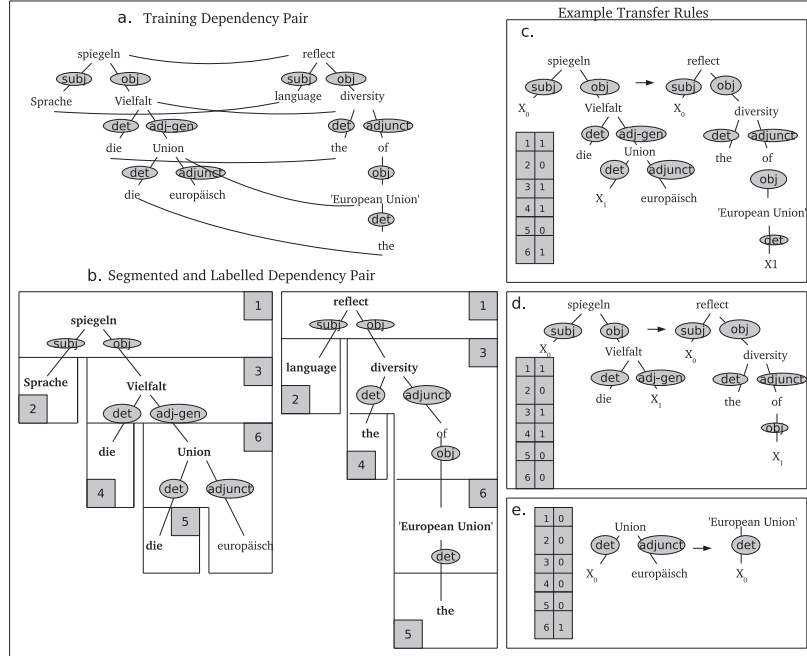 a. Training Dependency Pair
spiegeln
subj obj
Sprache
Vielfalt
det adj-gen
die
Union
det adjunct
die europäisch
reflect
subj obj
language diversity
det adjunct
the of
obj
'European Union'
det
the
b. Segmented and Labelled Dependency Pair
1
spiegeln
subj obj
3
Sprache
Vielfalt
2
det adj-gen
6
die
Union
4
det adjunct
5
die europäisch
reflect
1
subj obj
3
language diversity
2
det adjunct
the of
4
obj
6
'European Union'
det
the
5
Example Transfer Rules
c.
spiegeln reflect
subj obj subj obj
X0 Vielfalt X0 diversity
det adj-gen det adjunct
die Union the of
det adjunct obj
X1 europäisch 'European Union'
det
X1
1 1
2 0
3 1
4 1
5 0
6 1
d.
spiegeln reflect
subj obj subj obj
X0 Vielfalt X0 diversity
det adj-gen det adjunct
die X1 the of
obj
X1
1 1
2 0
3 1
4 1
5 0
6 0
e.
Union 'European Union'
det adjunct det
X0 europäisch X0
1 0
2 0
3 0
4 0
5 0
6 1